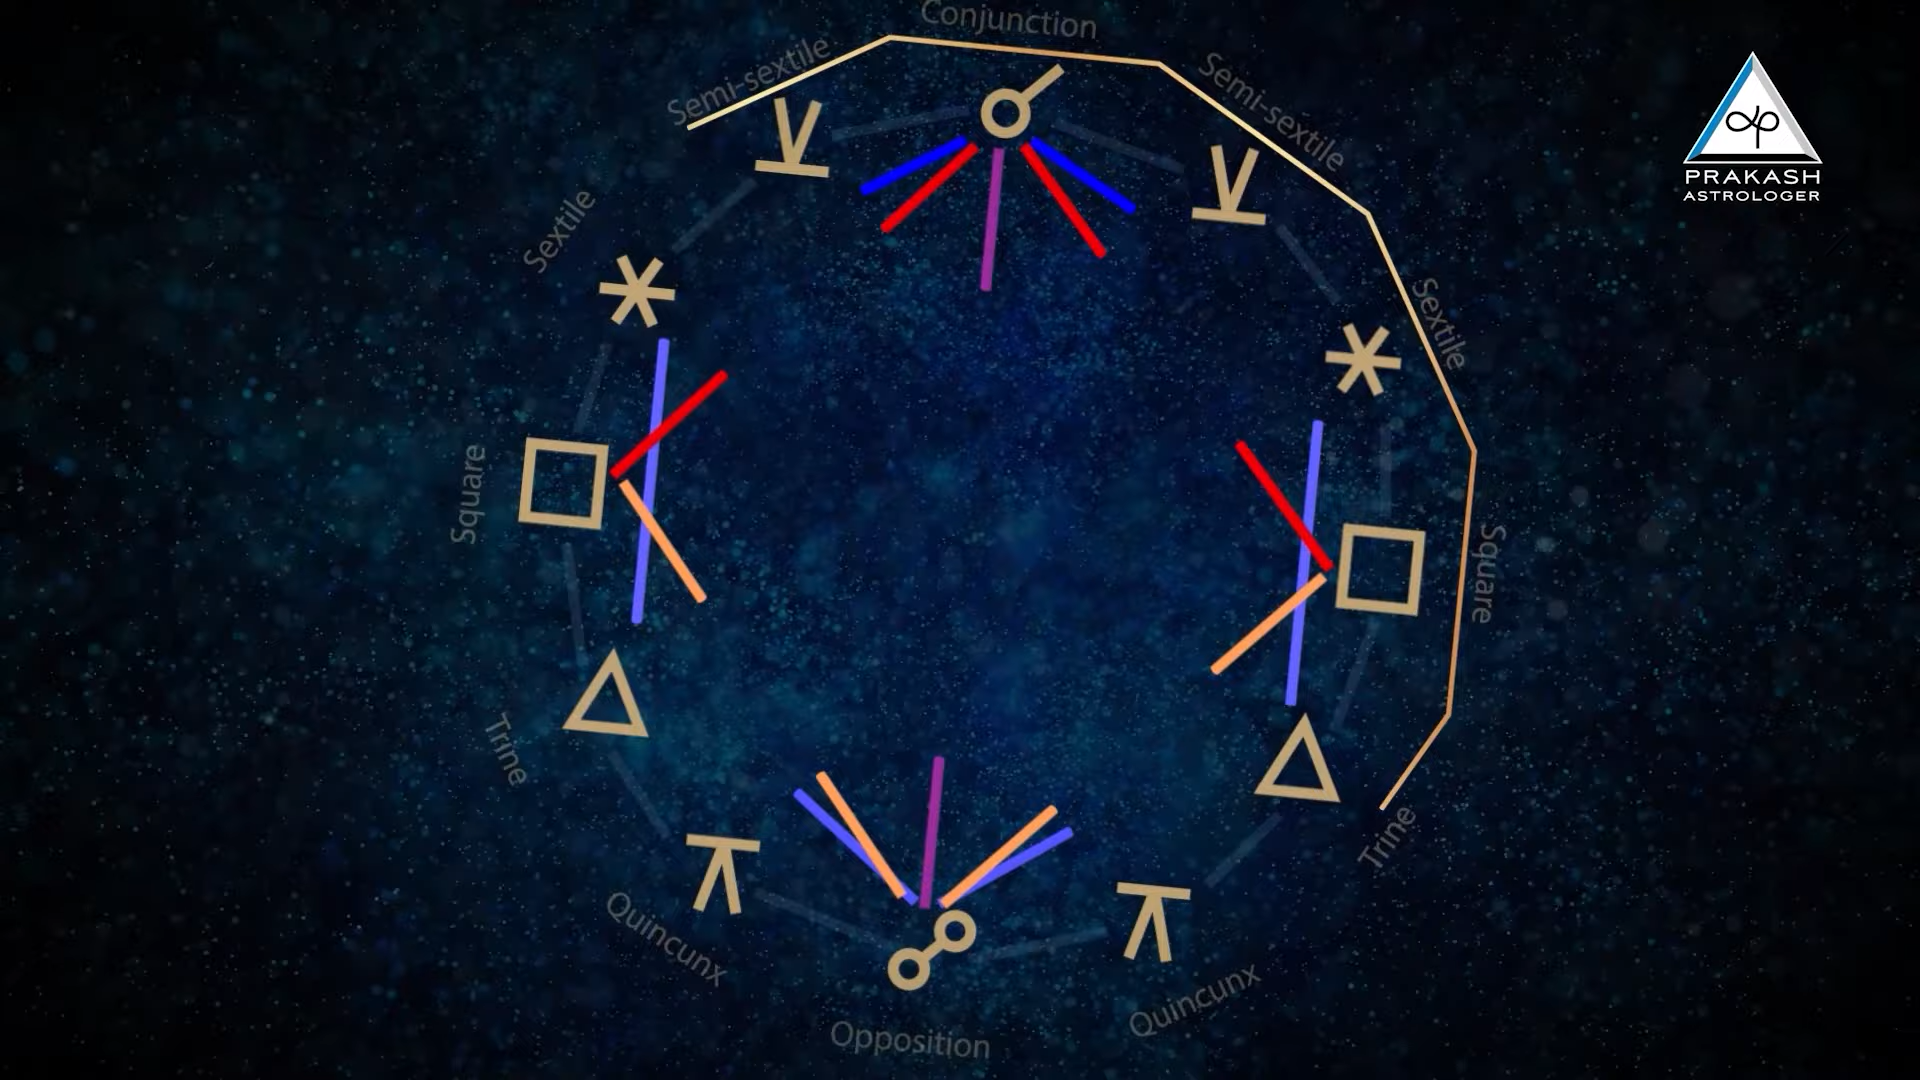 Conjunction
Semi-sextile
Semi-sextile
Sextile
Sextile
Square
Square
Trine
Trine
Quincunx
Quincunx
Opposition
PRAKASH
ASTROLOGER